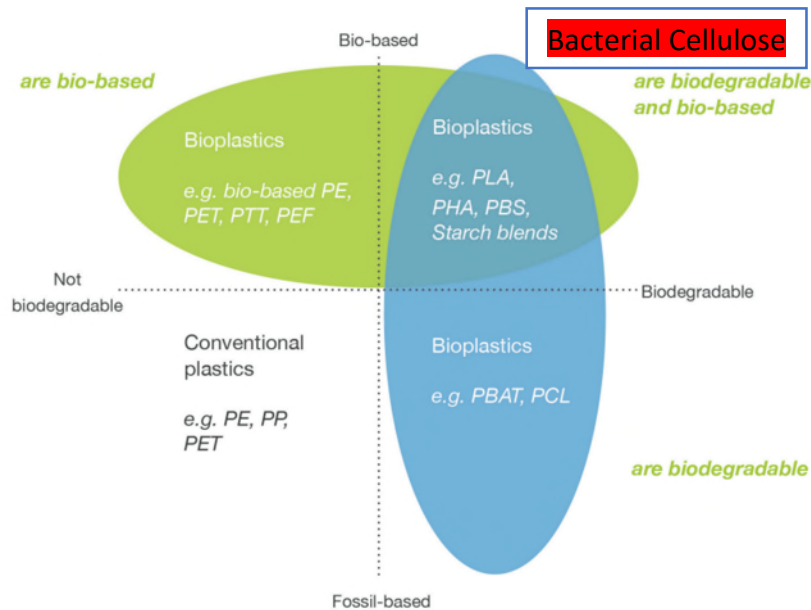 Bacterial Cellulose
Bio-based
are bio-based
are biodegradable
and bio-based
Bioplastics
e.g. bio-based PE,
PET, PTT, PEF
Bioplastics
e.g. PLA,
PHA, PBS,
Starch blends
Not
biodegradable
Biodegradable
Conventional
plastics
e.g. PE, PP,
PET
Bioplastics
e.g. PBAT, PCL
are biodegradable
Fossil-based